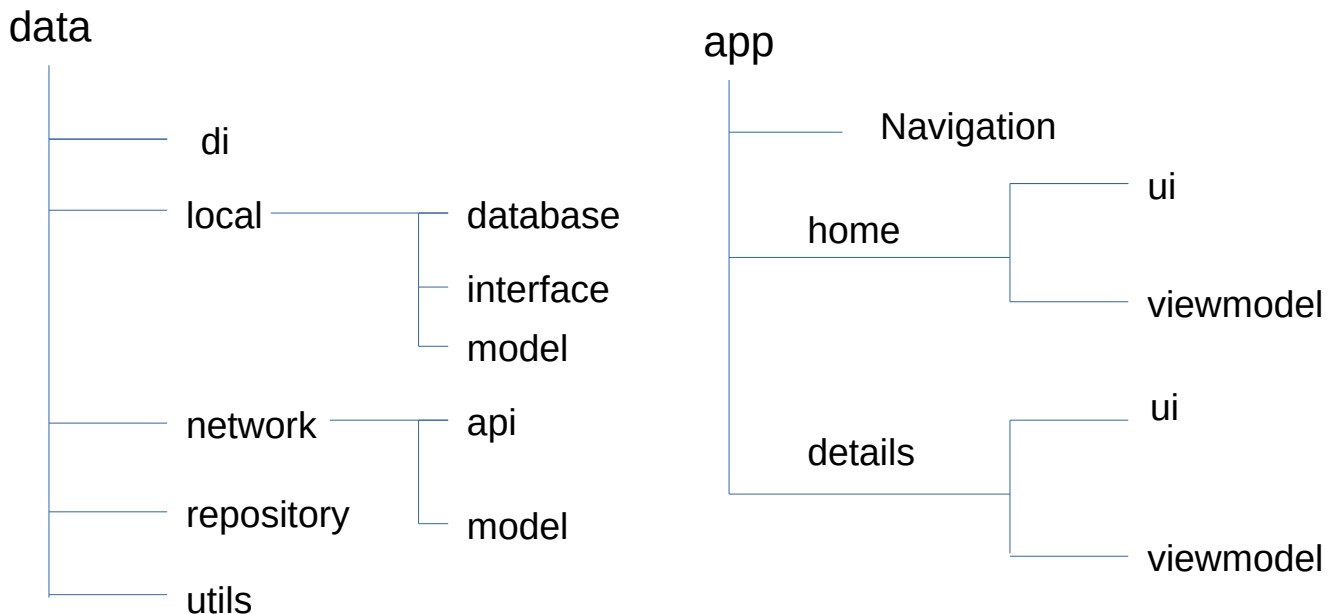 data
di
local
database
interface
model
network
api
model
repository
utils
app
Navigation
home
ui
viewmodel
details
ui
viewmodel